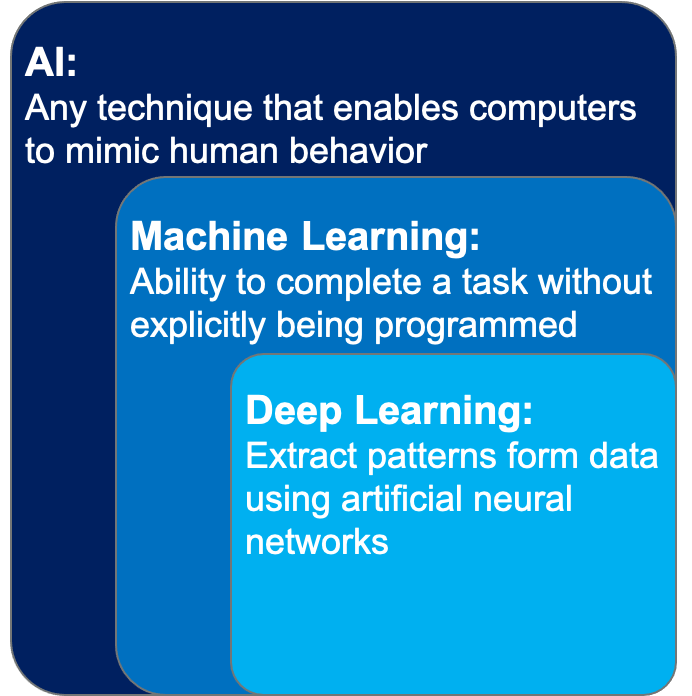 AI:
Any technique that enables computers
to mimic human behavior
Machine Learning:
Ability to complete a task without
explicitly being programmed
Deep Learning:
Extract patterns form data
using artificial neural
networks